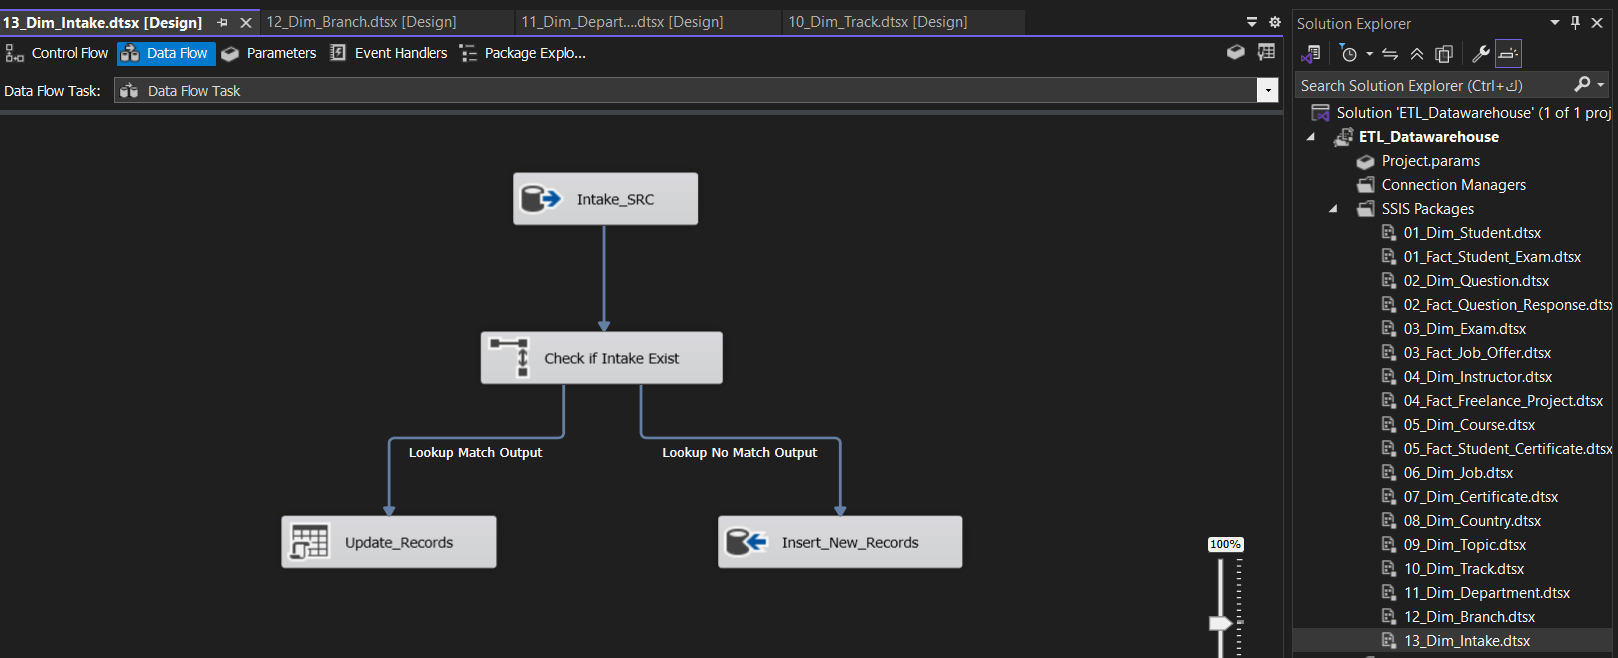 13_Dim_Intake.dtsx [Design]
12_Dim_Branch.dtsx [Design]
11_Dim_Depart....dtsx [Design]
10_Dim_Track.dtsx [Design]
Control Flow
Data Flow
Parameters
Event Handlers
Package Explo...
Data Flow Task:
Data Flow Task
Intake_SRC
Check if Intake Exist
Lookup Match Output
Lookup No Match Output
Update_Records
Insert_New_Records
100%
Solution Explorer
Search Solution Explorer (Ctrl+ك)
Solution 'ETL_Datawarehouse' (1 of 1 proj
ETL_Datawarehouse
Project.params
Connection Managers
SSIS Packages
01_Dim_Student.dtsx
01_Fact_Student_Exam.dtsx
02_Dim_Question.dtsx
02_Fact_Question_Response.dtsx
03_Dim_Exam.dtsx
03_Fact_Job_Offer.dtsx
04_Dim_Instructor.dtsx
04_Fact_Freelance_Project.dtsx
05_Dim_Course.dtsx
05_Fact_Student_Certificate.dtsx
06_Dim_Job.dtsx
07_Dim_Certificate.dtsx
08_Dim_Country.dtsx
09_Dim_Topic.dtsx
10_Dim_Track.dtsx
11_Dim_Department.dtsx
12_Dim_Branch.dtsx
13_Dim_Intake.dtsx